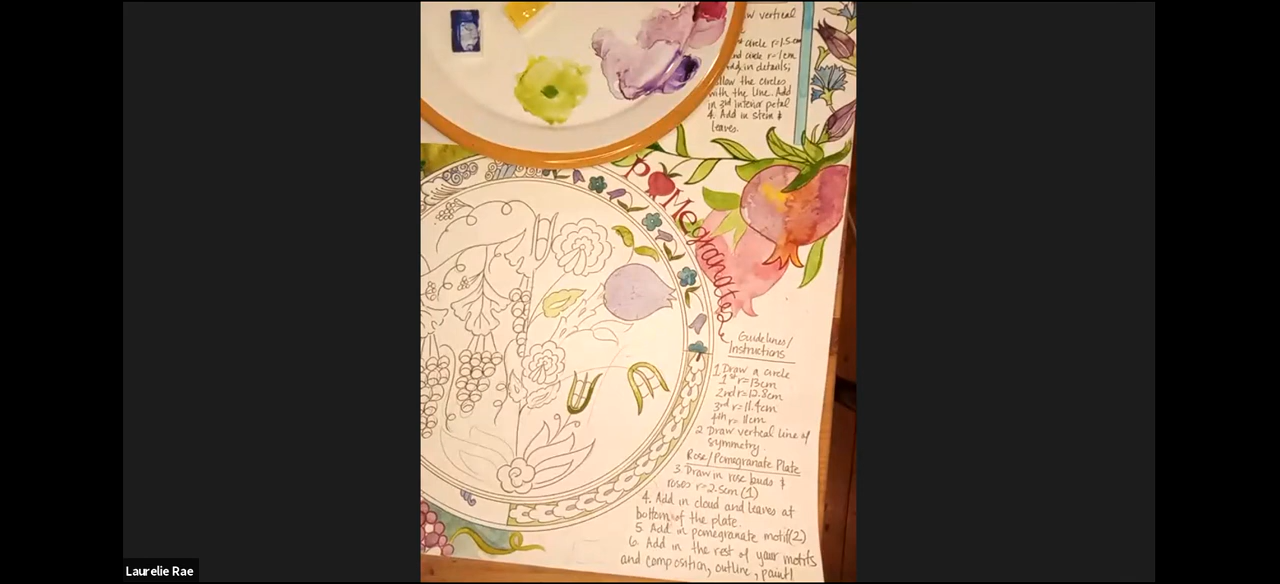 vertical
circle r=1.5cm
circle r=1cm
in details;
the circles
with the line. Add
in 3rd interior petal
4. Add in stem &
leaves.
POMegranates
Guidelines/
Instructions
1 Draw a circle
1st r=13cm
2nd r=12.8cm
3rd r=11.4cm
4th r=11cm
2 Draw vertical line of
symmetry
Rose/Pomegranate Plate
3. Draw in rose buds &
roses r=2.5cm (1)
4. Add in cloud and leaves at
bottom of the plate.
5 Add in pomegranate motif(2)
6. Add in the rest of your motifs
and composition, outline, paint!
Laurelie Rae